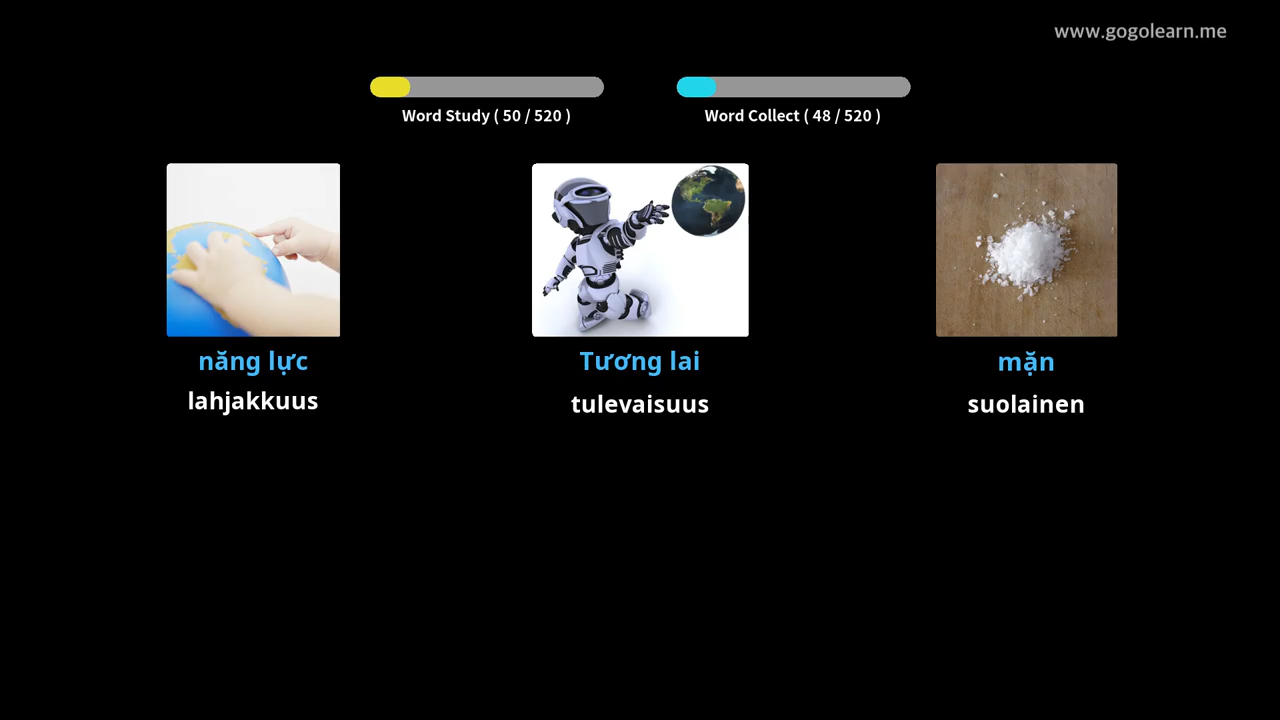 www.gogolearn.me
Word Study ( 50 / 520 )
Word Collect ( 48 / 520 )
năng lực
lahjakkuus
Tương lai
tulevaisuus
mặn
suolainen